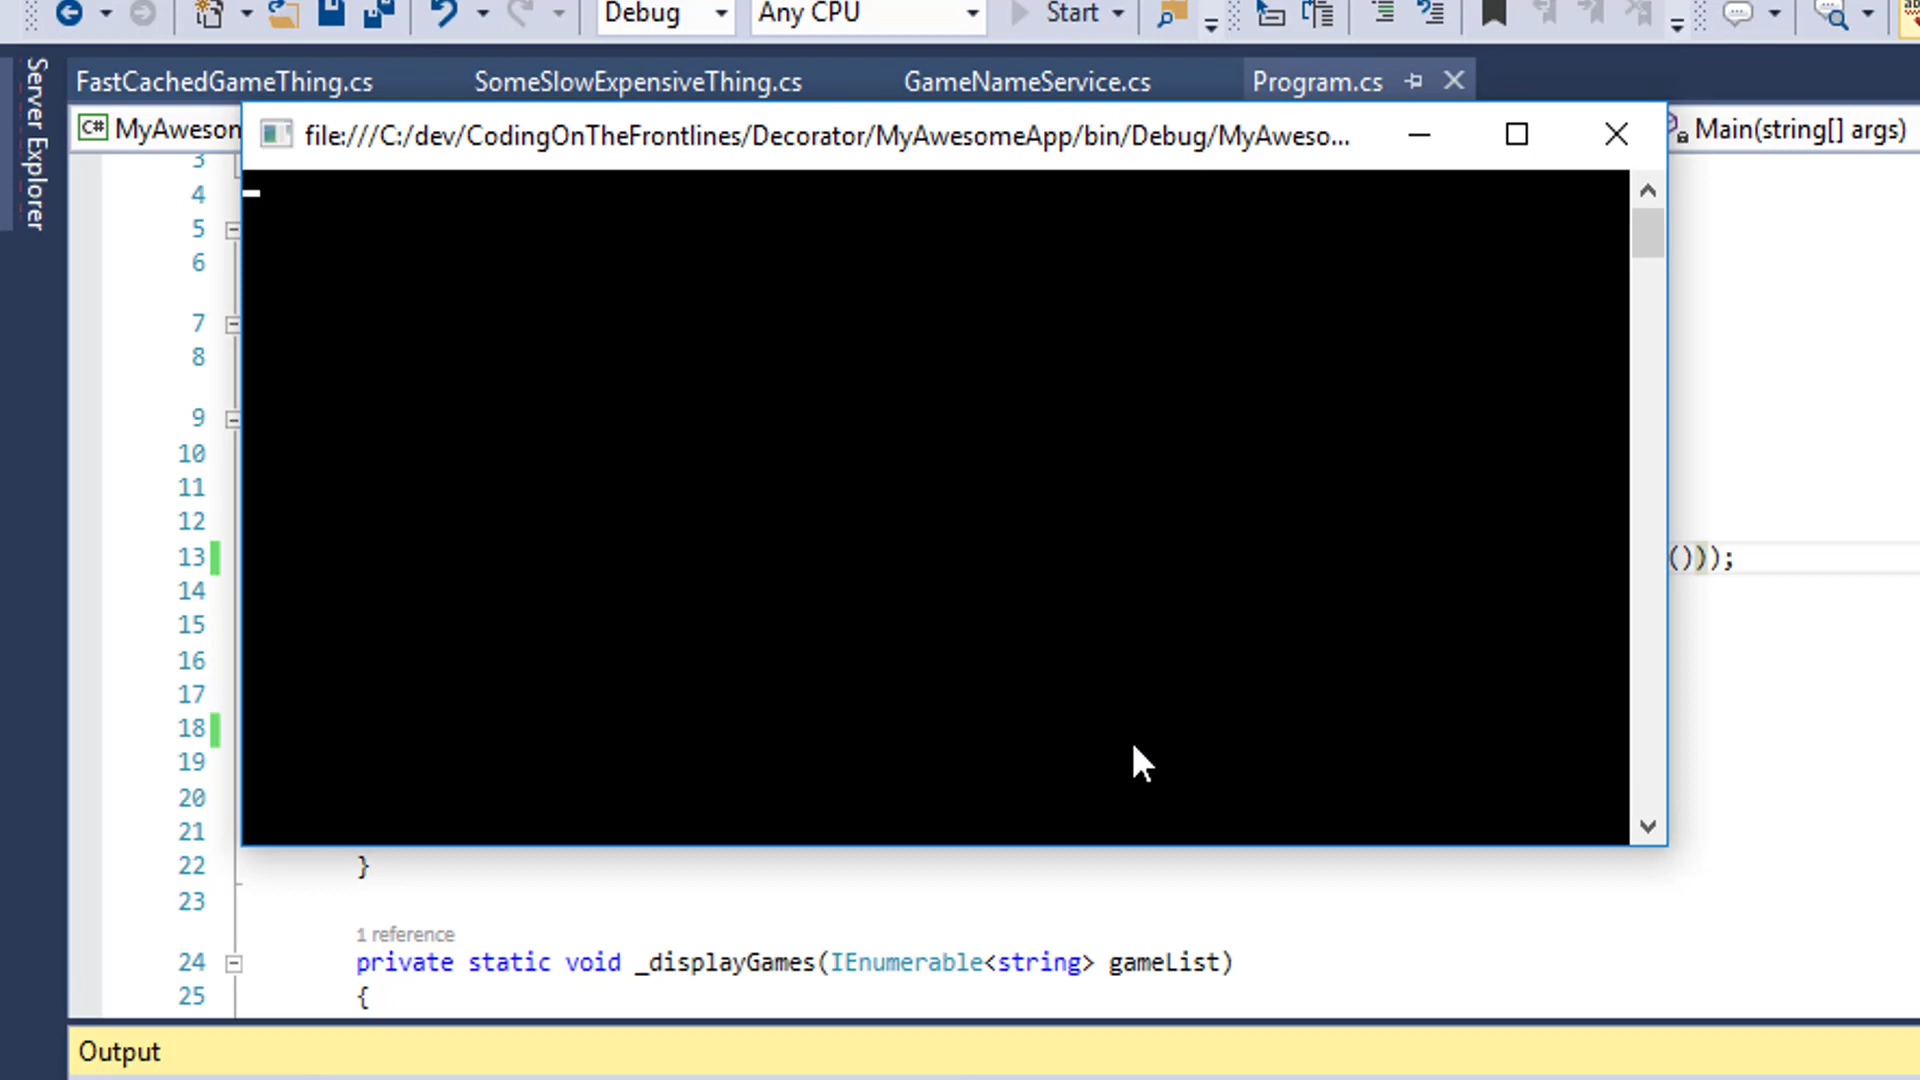 Debug Any CPU Start
Server Explorer
FastCachedGameThing.cs SomeSlowExpensiveThing.cs GameNameService.cs Program.cs
C# MyAwesom
file:///C:/dev/CodingOnTheFrontlines/Decorator/MyAwesomeApp/bin/Debug/MyAweso...
Main(string[] args)
3
4
5
6
7
8
9
10
11
12
13 ()));
14
15
16
17
18
19
20
21
22 }
23
1 reference
24 private static void _displayGames(IEnumerable<string> gameList)
25 {
Output